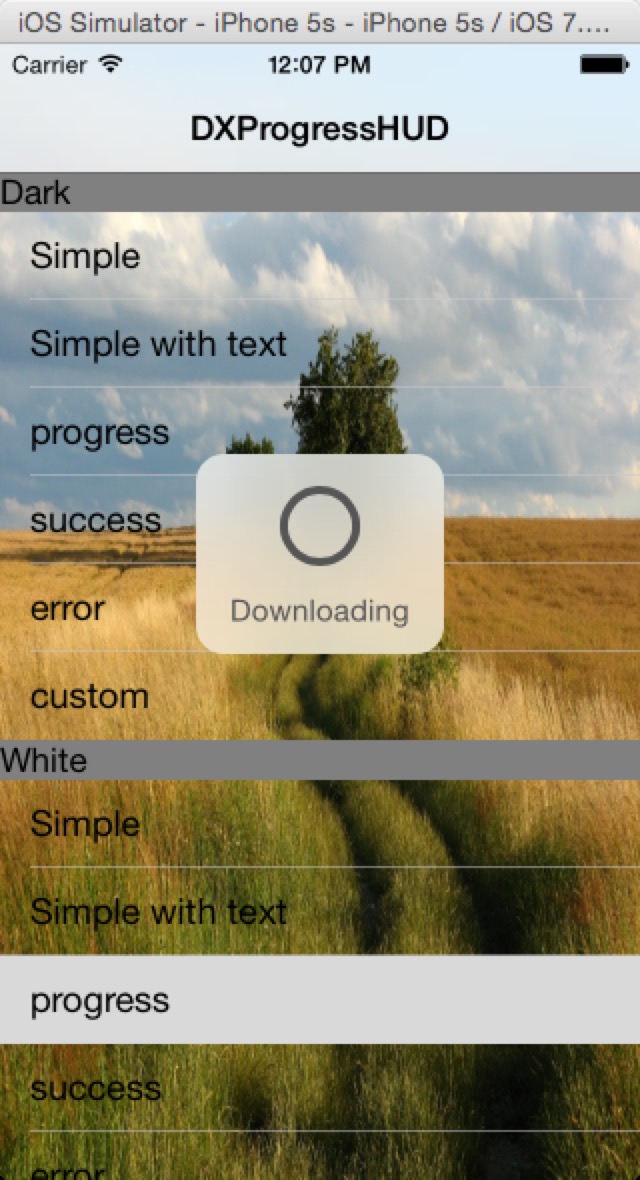 iOS Simulator - iPhone 5s - iPhone 5s / iOS 7....
Carrier 12:07 PM
DXProgressHUD
Dark
Simple
Simple with text
progress
success
error
Downloading
custom
White
Simple
Simple with text
progress
success
error